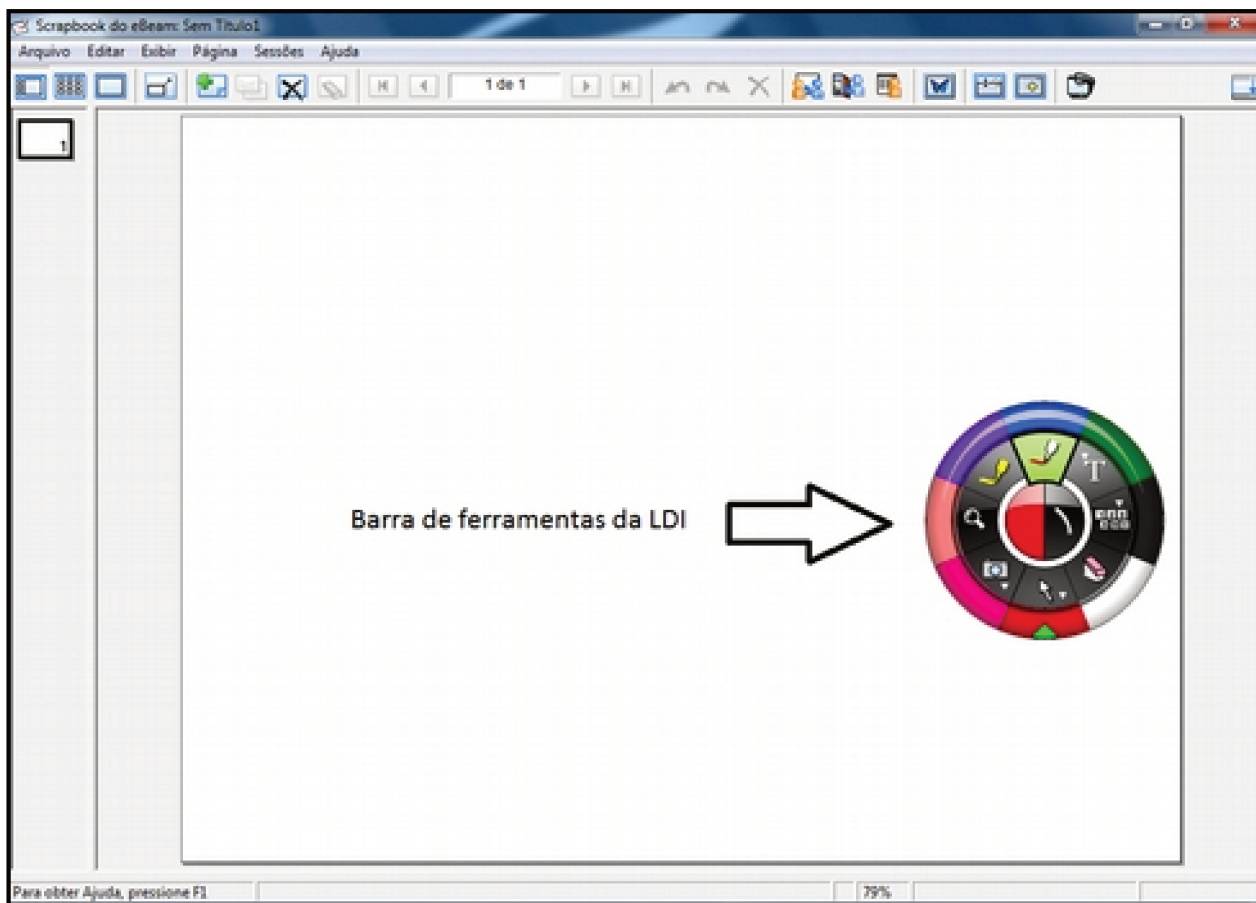 Scrapbook do eBeam: Sem Título1
Arquivo Editar Exibir Página Sessões Ajuda
1 de 1
1
T
Barra de ferramentas da LDI
Para obter Ajuda, pressione F1
79%